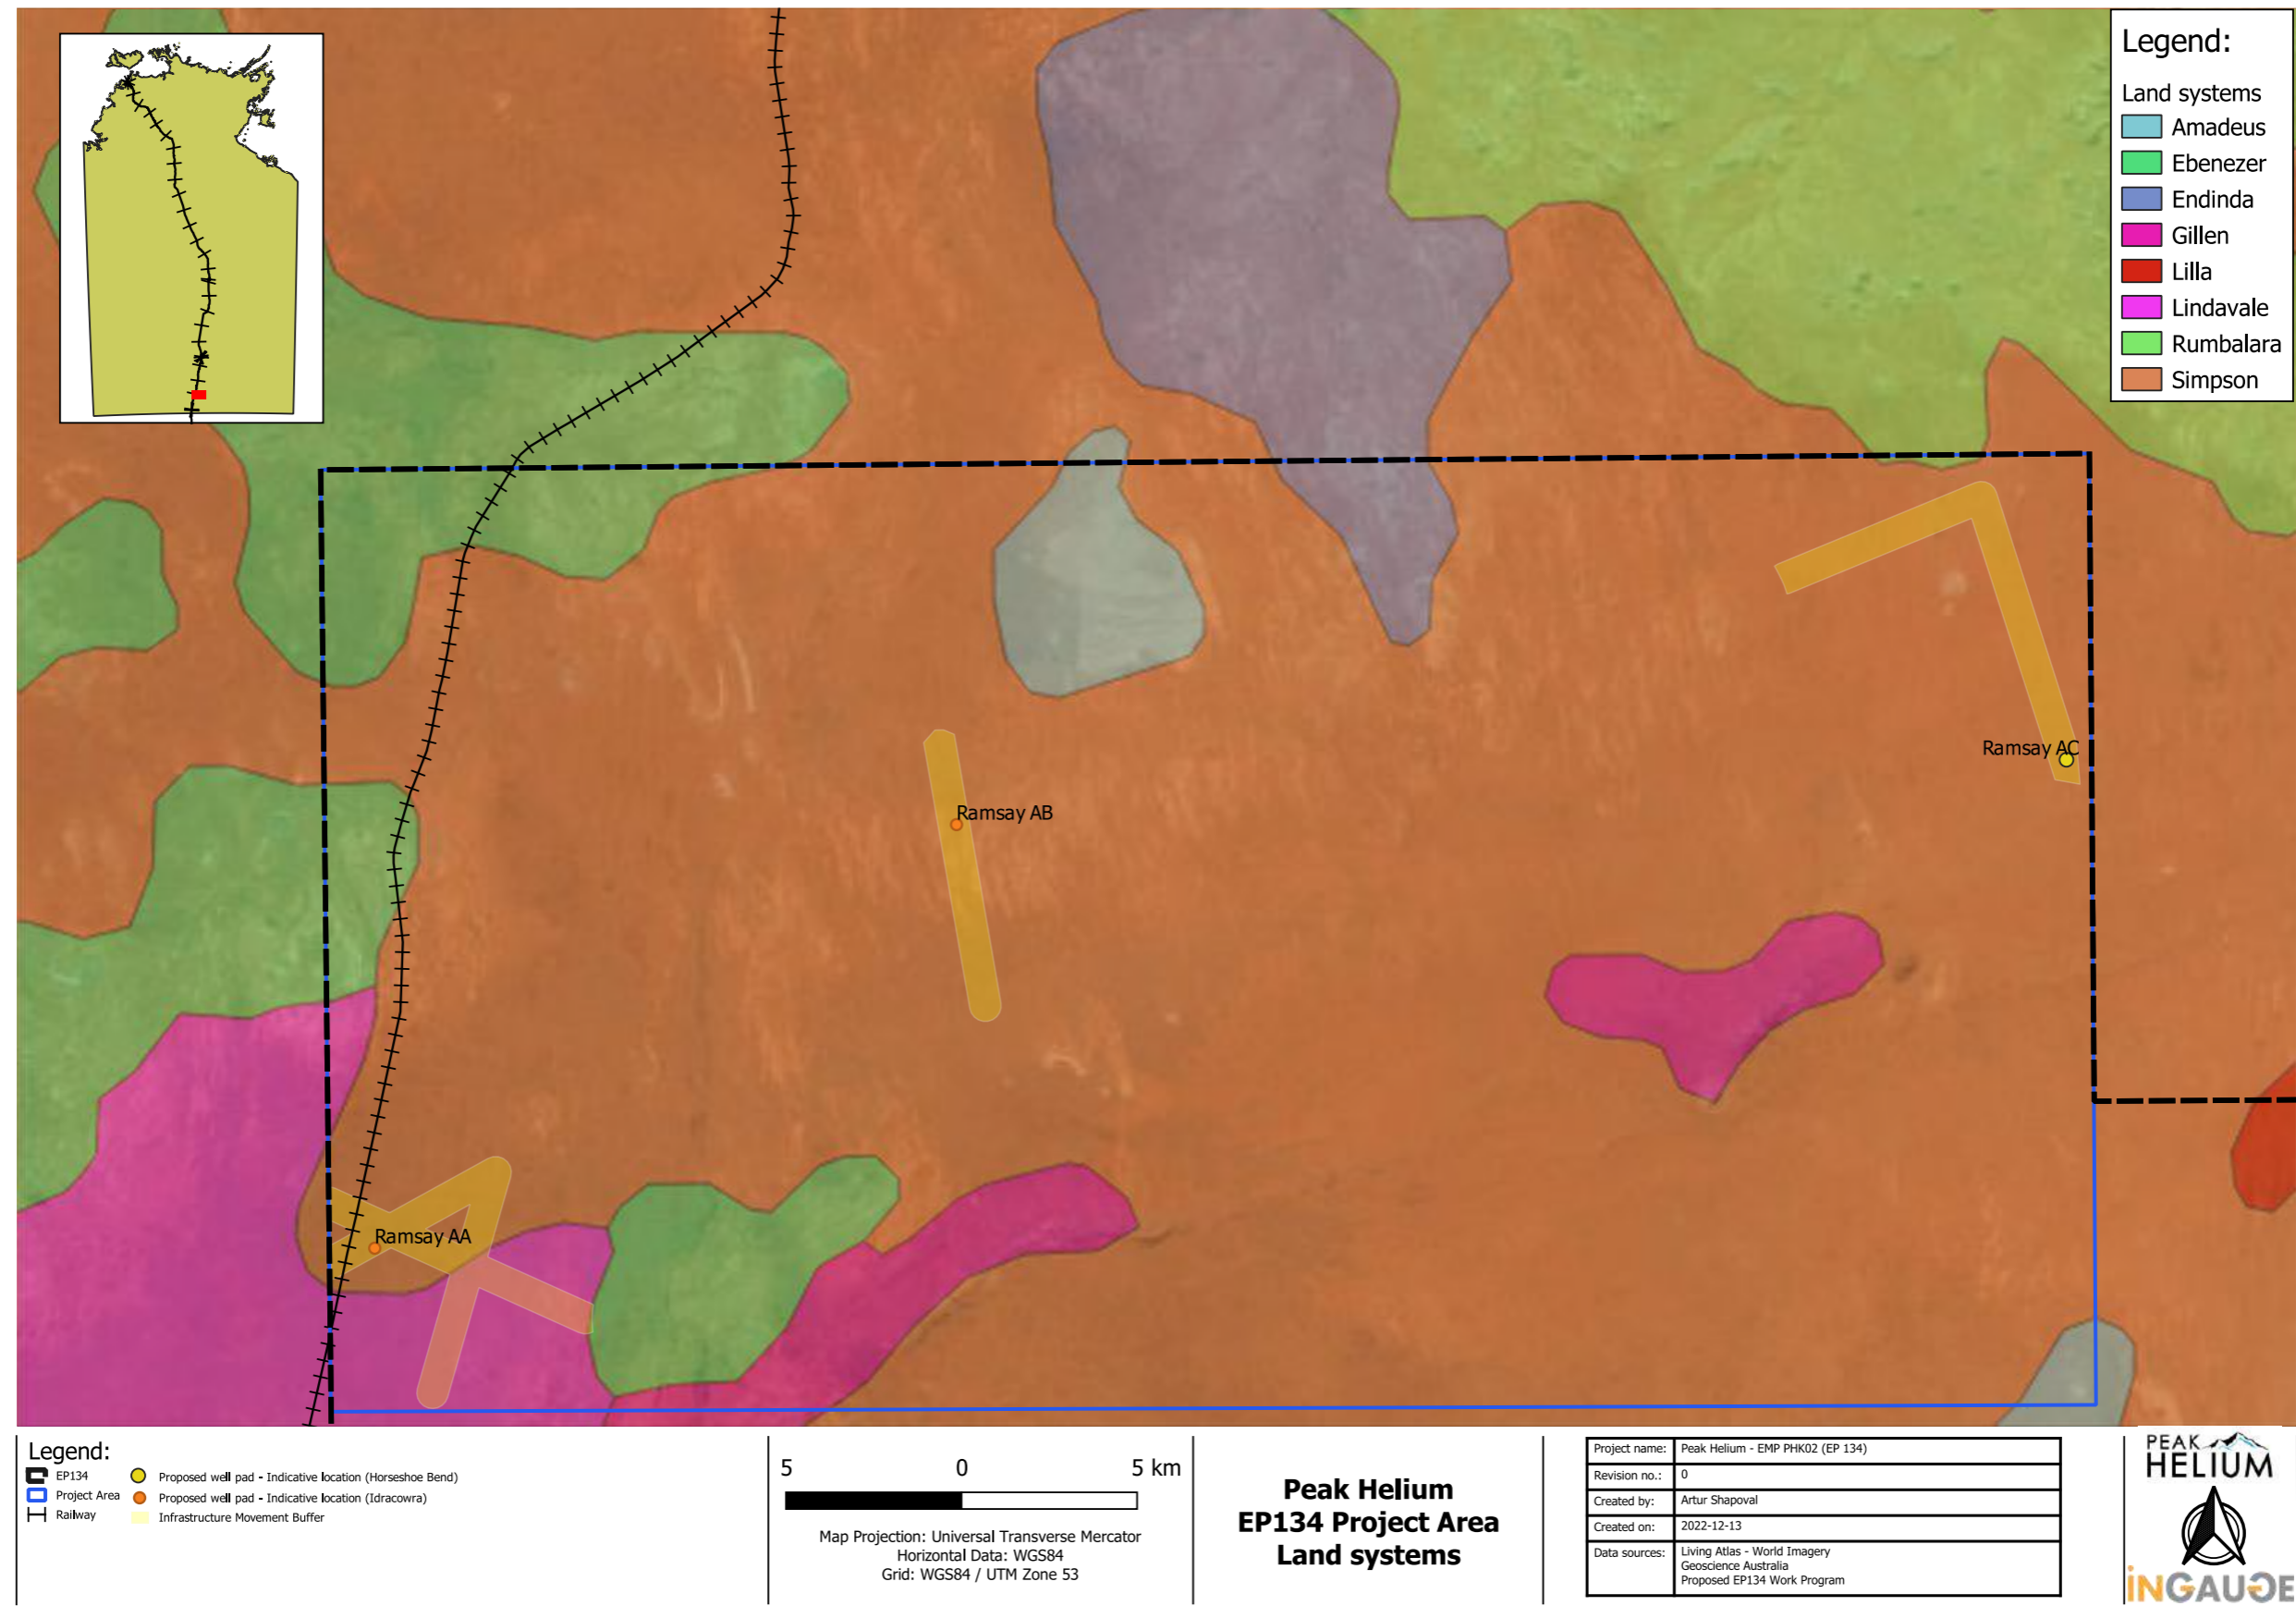 Legend:
Land systems
Amadeus
Ebenezer
Endinda
Gillen
Lilla
Lindavale
Rumbalara
Simpson
Ramsay AC
Ramsay AB
Ramsay AA
Legend:
EP134
Project Area
Railway
Proposed well pad - Indicative location (Horseshoe Bend)
Proposed well pad - Indicative location (Idracowra)
Infrastructure Movement Buffer
5 0 5 km
Map Projection: Universal Transverse Mercator
Horizontal Data: WGS84
Grid: WGS84 / UTM Zone 53
Peak Helium
EP134 Project Area
Land systems
Project name: Peak Helium - EMP PHK02 (EP 134)
Revision no.: 0
Created by: Artur Shapoval
Created on: 2022-12-13
Data sources: Living Atlas - World Imagery
Geoscience Australia
Proposed EP134 Work Program
PEAK
HELIUM
iNGAUGE